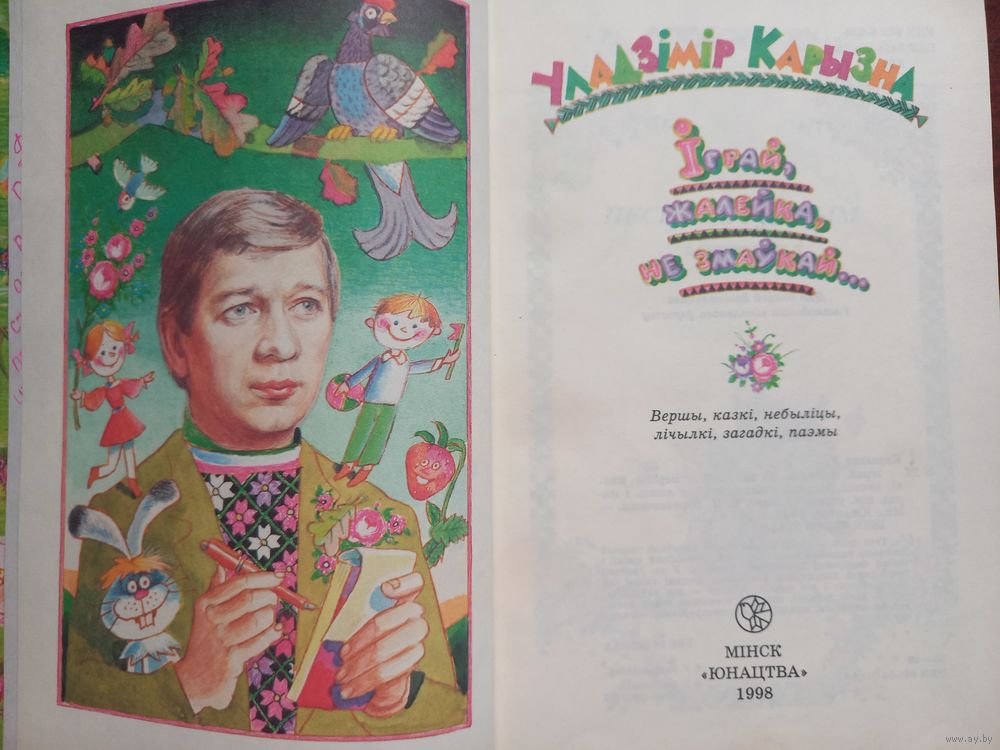 Уладзімір Карызна
Іграй,
жалейка,
не змаўкай...
Вершы, казкі, небыліцы,
лічылкі, загадкі, паэмы
МІНСК
«ЮНАЦТВА»
1998
www.ay.by